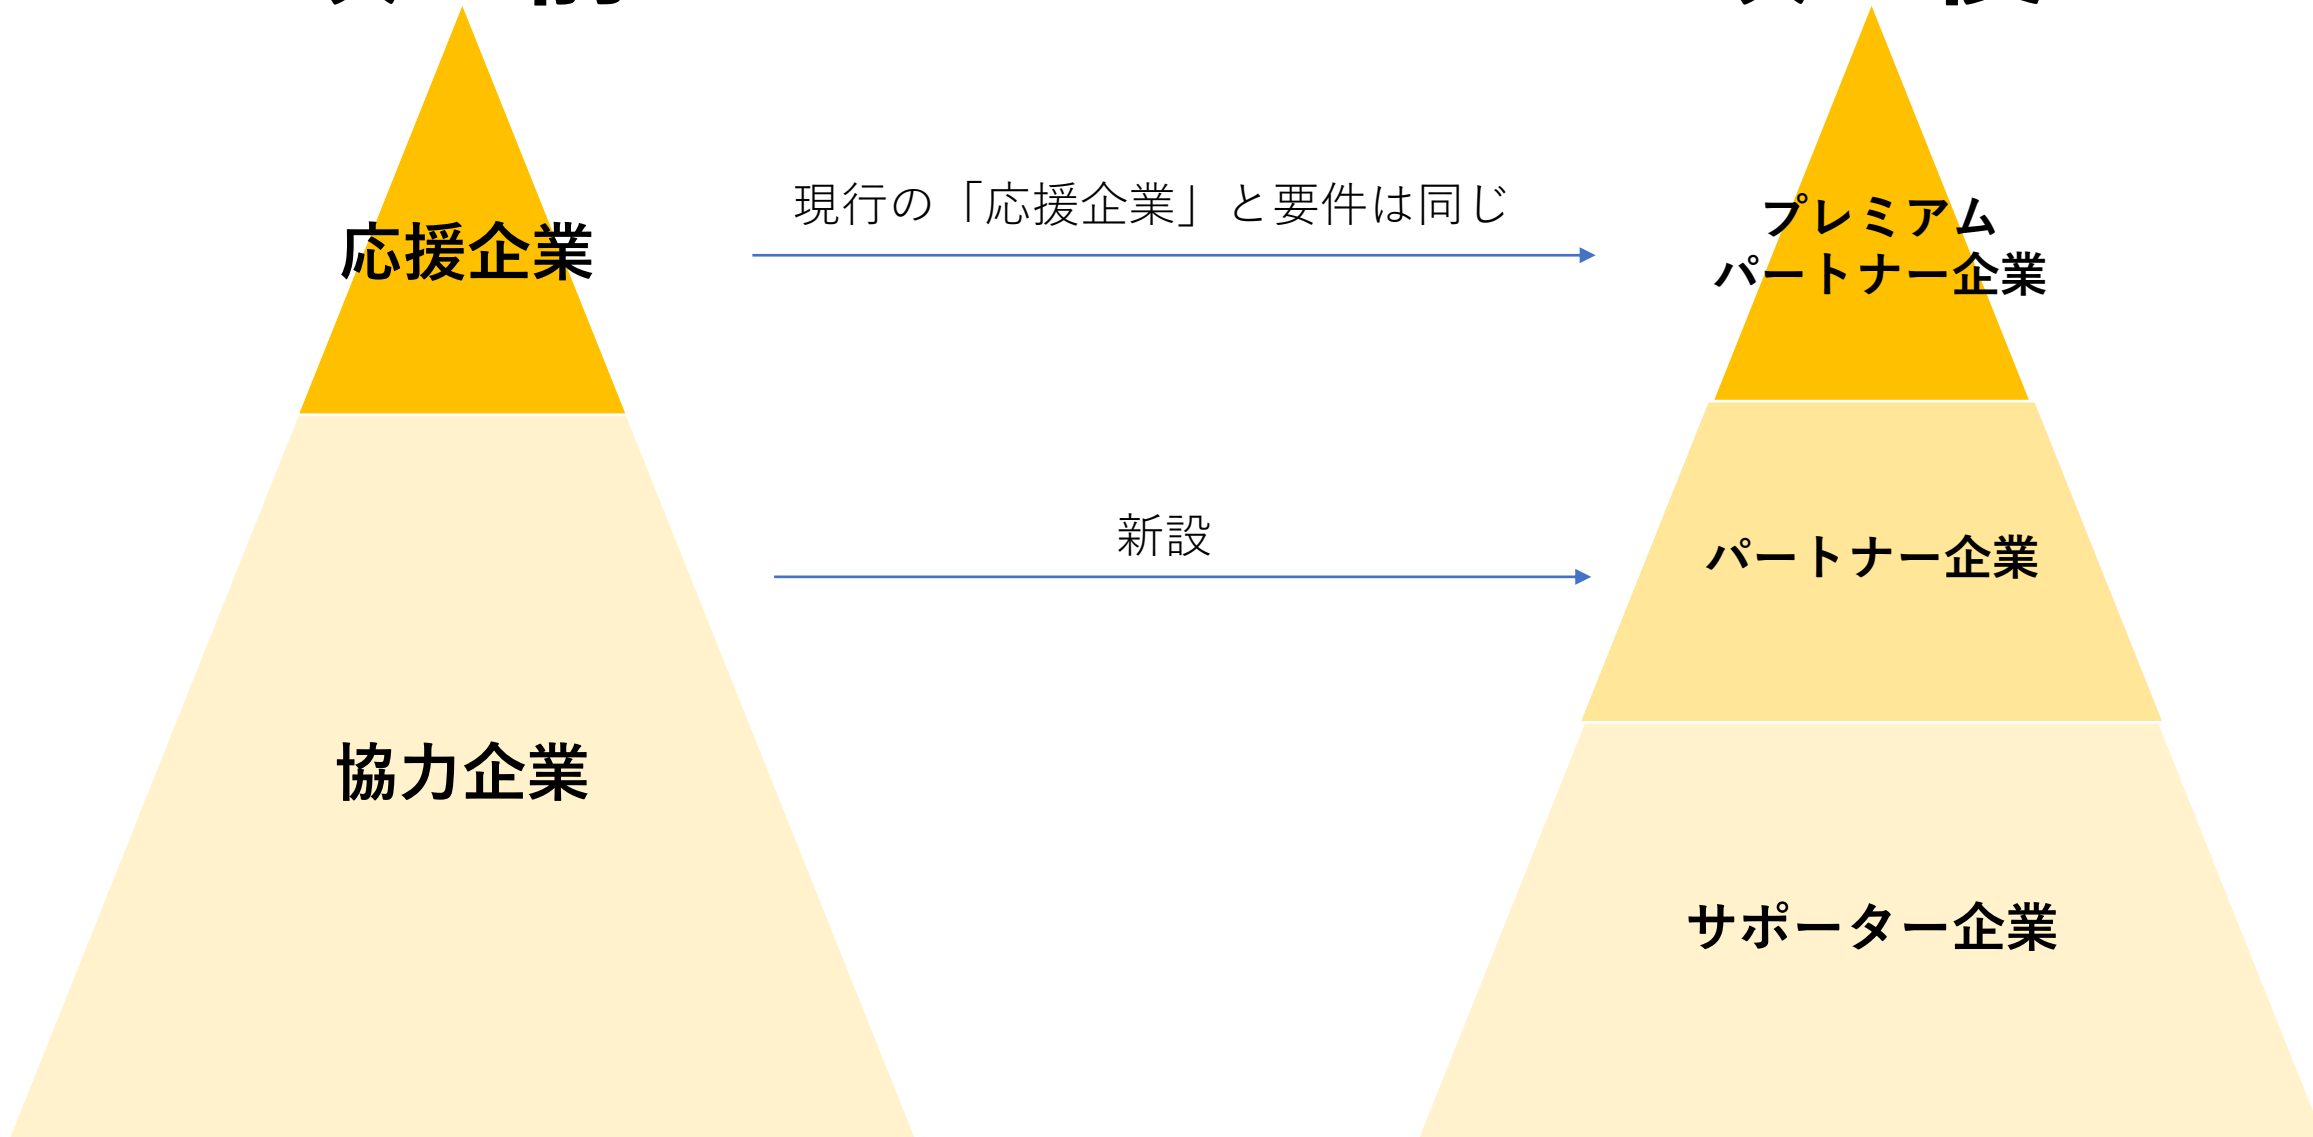 応援企業
現行の「応援企業」と要件は同じ
プレミアム
パートナー企業
新設
パートナー企業
協力企業
サポーター企業